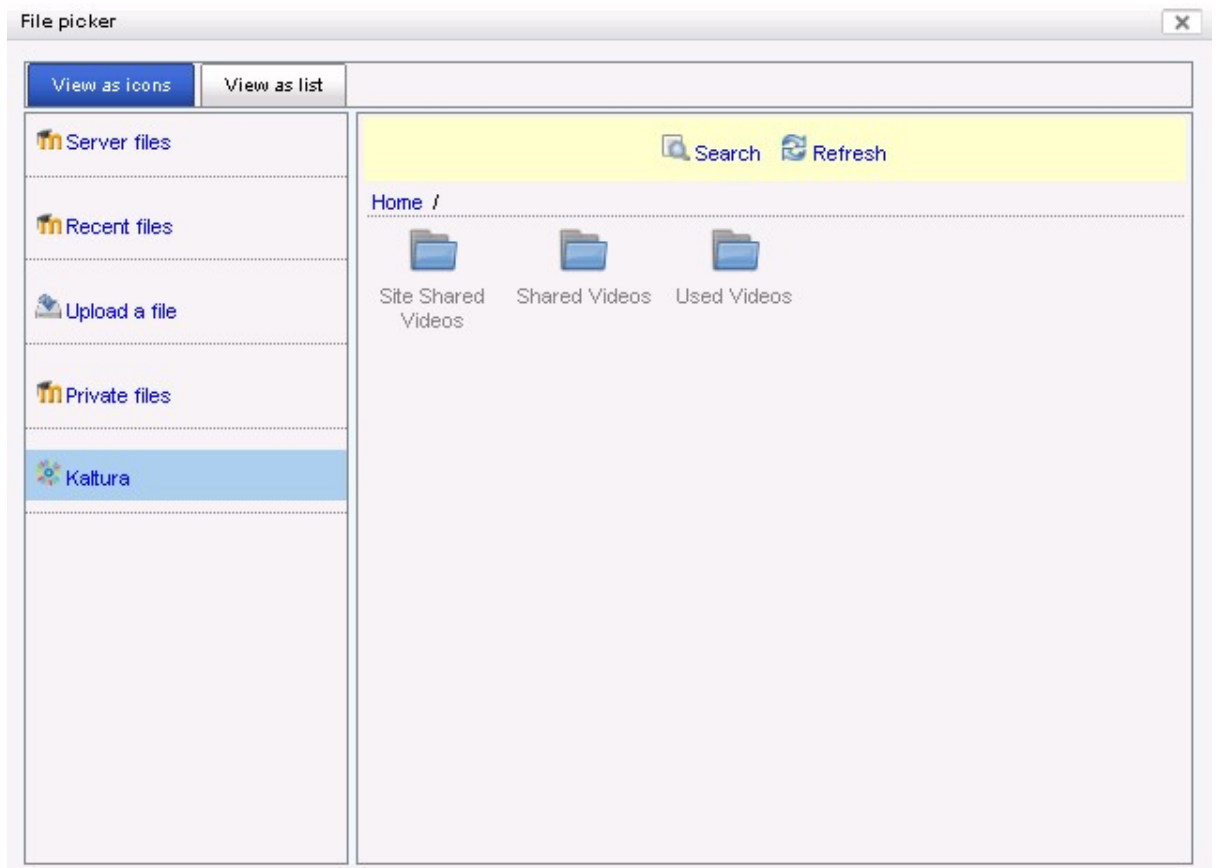 File picker
View as icons View as list
Server files
Recent files
Upload a file
Private files
Kaltura
Search Refresh
Home /
Site Shared Videos
Shared Videos
Used Videos